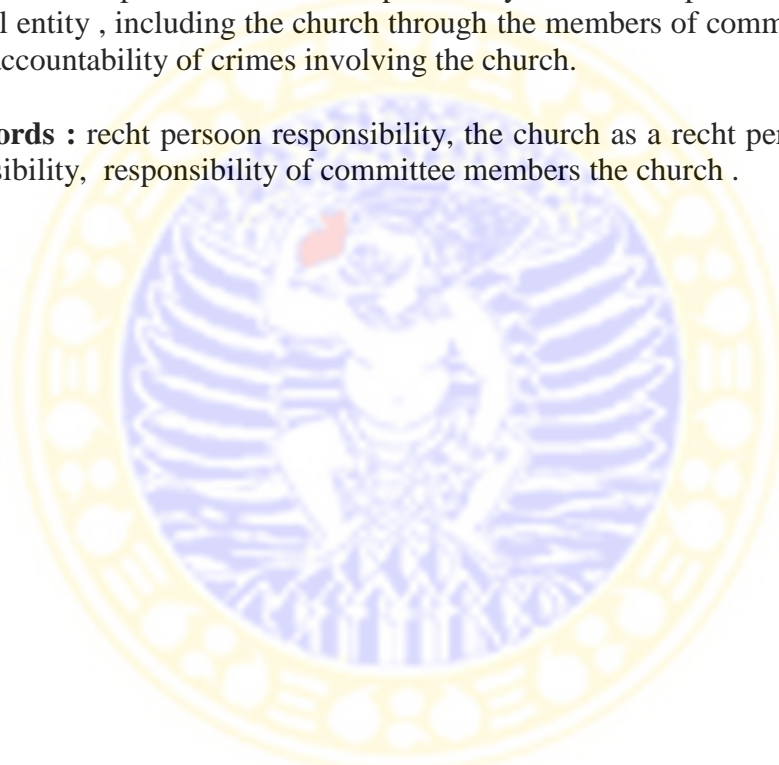 l entity , including the church through the members of comm
accountability of crimes involving the church.
ords : recht persoon responsibility, the church as a recht per
sibility, responsibility of committee members the church .